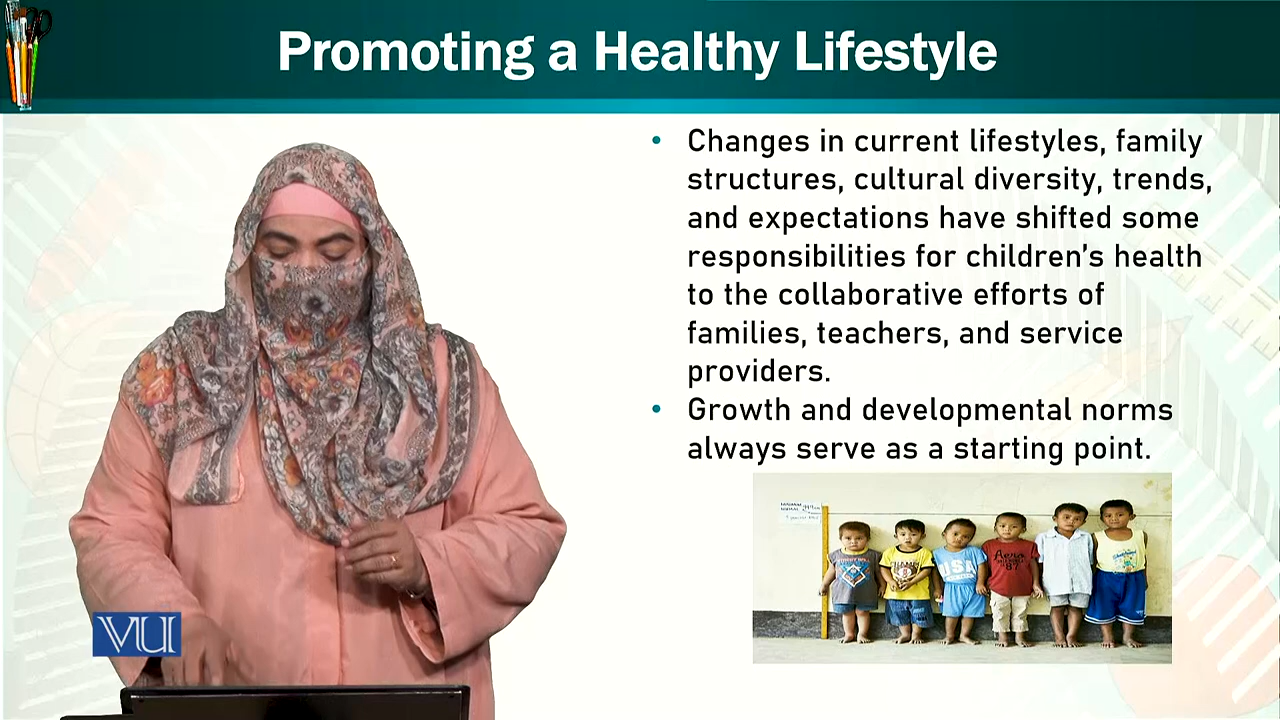 Promoting a Healthy Lifestyle
• Changes in current lifestyles, family
structures, cultural diversity, trends,
and expectations have shifted some
responsibilities for children's health
to the collaborative efforts of
families, teachers, and service
providers.
• Growth and developmental norms
always serve as a starting point.
VU
USA